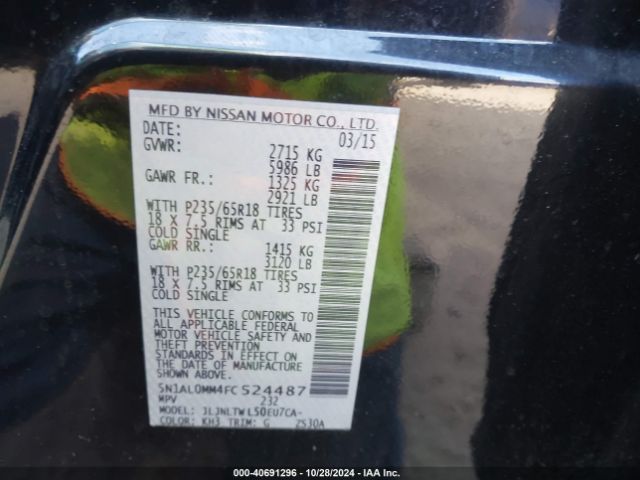 MFD BY NISSAN MOTOR CO., LTD.
DATE: 03/15
GVWR: 2715 KG
5986 LB
GAWR FR.: 1325 KG
2921 LB
WITH P235/65R18 TIRES
18 X 7.5 RIMS AT 33 PSI
COLD SINGLE
GAWR RR.: 1415 KG
3120 LB
WITH P235/65R18 TIRES
18 X 7.5 RIMS AT 33 PSI
COLD SINGLE
THIS VEHICLE CONFORMS TO
ALL APPLICABLE FEDERAL
MOTOR VEHICLE SAFETY AND
THEFT PREVENTION
STANDARDS IN EFFECT ON
THE DATE OF MANUFACTURE
SHOWN ABOVE.
5N1AL0MM4FC524487
MPV 232
MODEL: JLJNLTWL50EU7CA-
COLOR: KH3 TRIM: G ZS30A
000-40691296 | 10/28/2024 | IAA Inc.